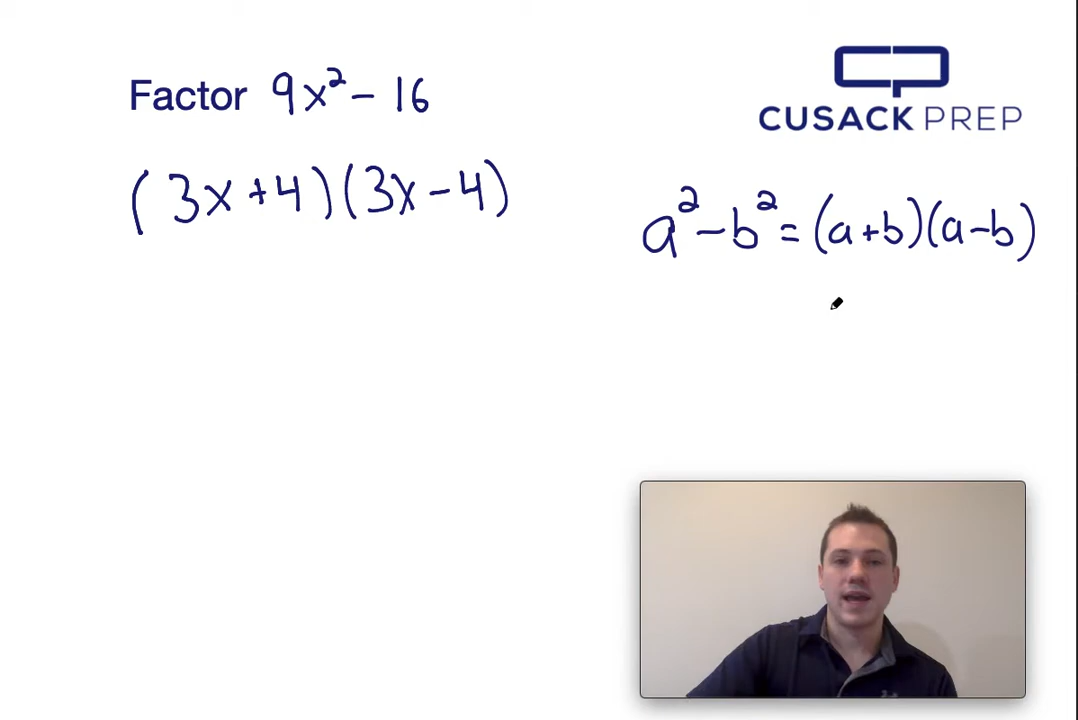 Factor 9x² - 16
(3x+4)(3x-4)
CUSACK PREP
a² - b² = (a+b)(a-b)